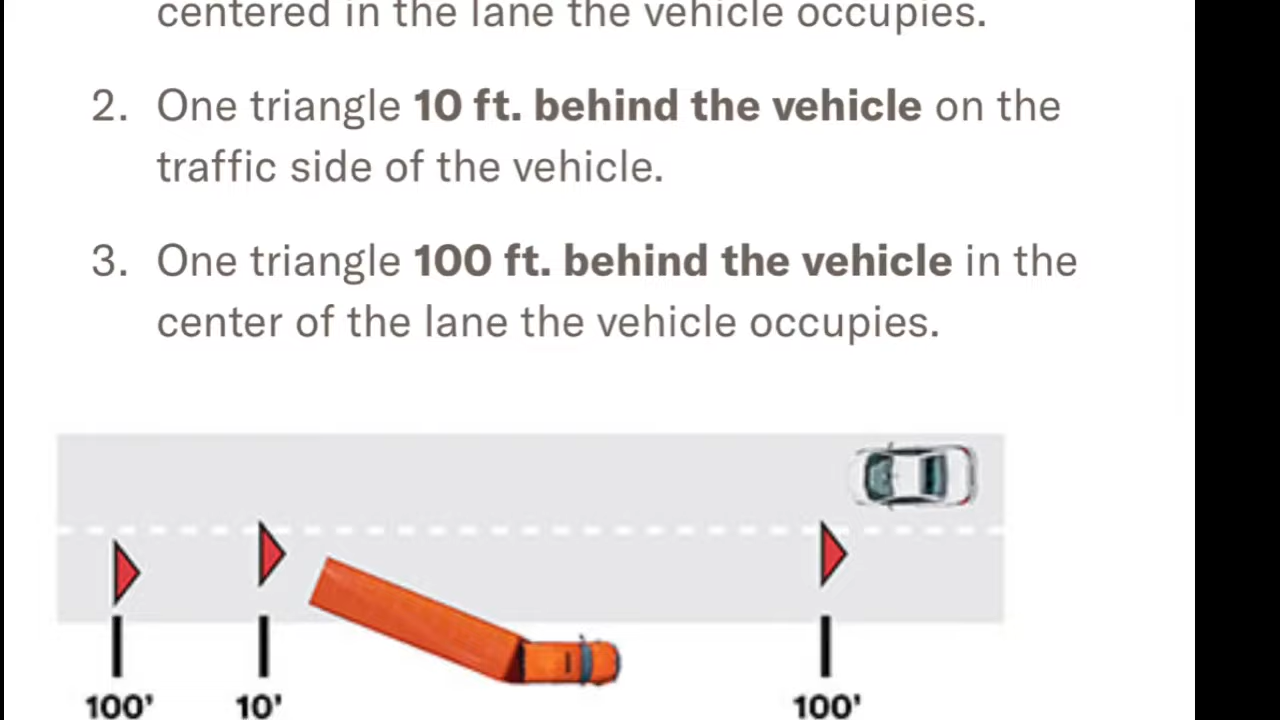 centered in the lane the vehicle occupies.
2. One triangle 10 ft. behind the vehicle on the
traffic side of the vehicle.
3. One triangle 100 ft. behind the vehicle in the
center of the lane the vehicle occupies.
100' 10' 100'